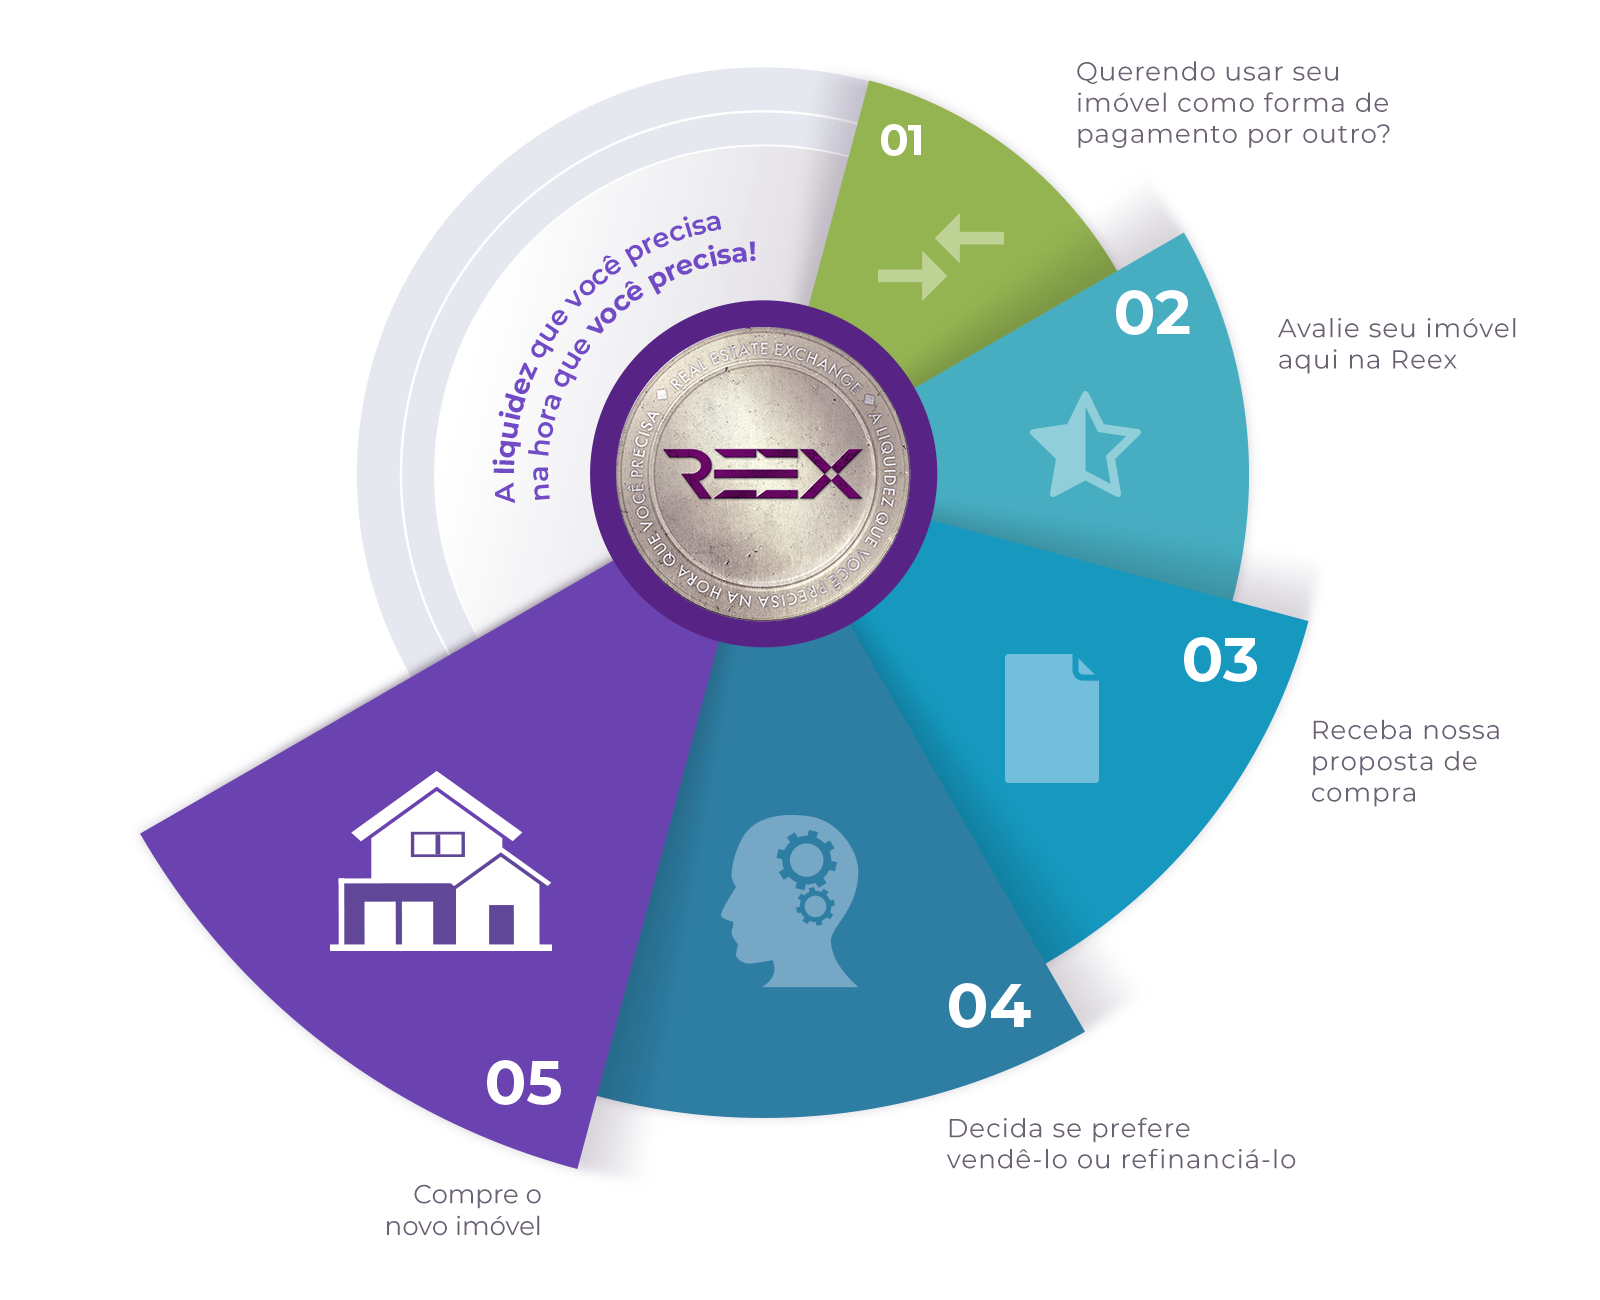 Querendo usar seu
imóvel como forma de
pagamento por outro?
01
A liquidez que você precisa
na hora que você precisa!
02
Avalie seu imóvel
aqui na Reex
REAL ESTATE EXCHANGE
A LIQUIDEZ QUE VOCÊ PRECISA NA HORA QUE VOCÊ PRECISA
REEX
03
Receba nossa
proposta de
compra
04
Decida se prefere
vendê-lo ou refinanciá-lo
05
Compre o
novo imóvel